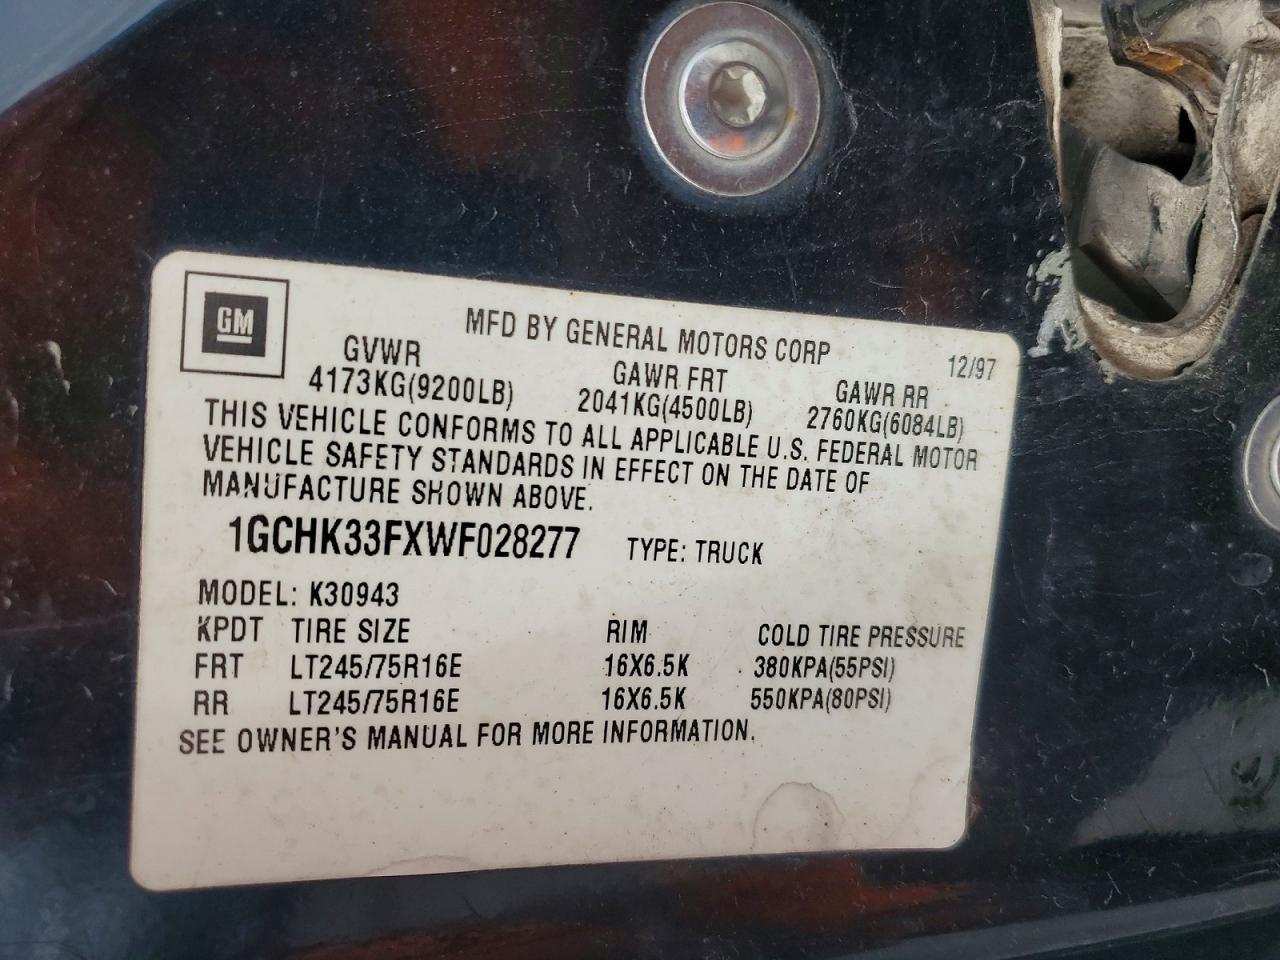 GM
MFD BY GENERAL MOTORS CORP
12/97
GVWR GAWR FRT GAWR RR
4173KG(9200LB) 2041KG(4500LB) 2760KG(6084LB)
THIS VEHICLE CONFORMS TO ALL APPLICABLE U.S. FEDERAL MOTOR
VEHICLE SAFETY STANDARDS IN EFFECT ON THE DATE OF
MANUFACTURE SHOWN ABOVE.
1GCHK33FXWF028277 TYPE: TRUCK
MODEL: K30943
KPDT TIRE SIZE RIM COLD TIRE PRESSURE
FRT LT245/75R16E 16X6.5K 380KPA(55PSI)
RR LT245/75R16E 16X6.5K 550KPA(80PSI)
SEE OWNER'S MANUAL FOR MORE INFORMATION.